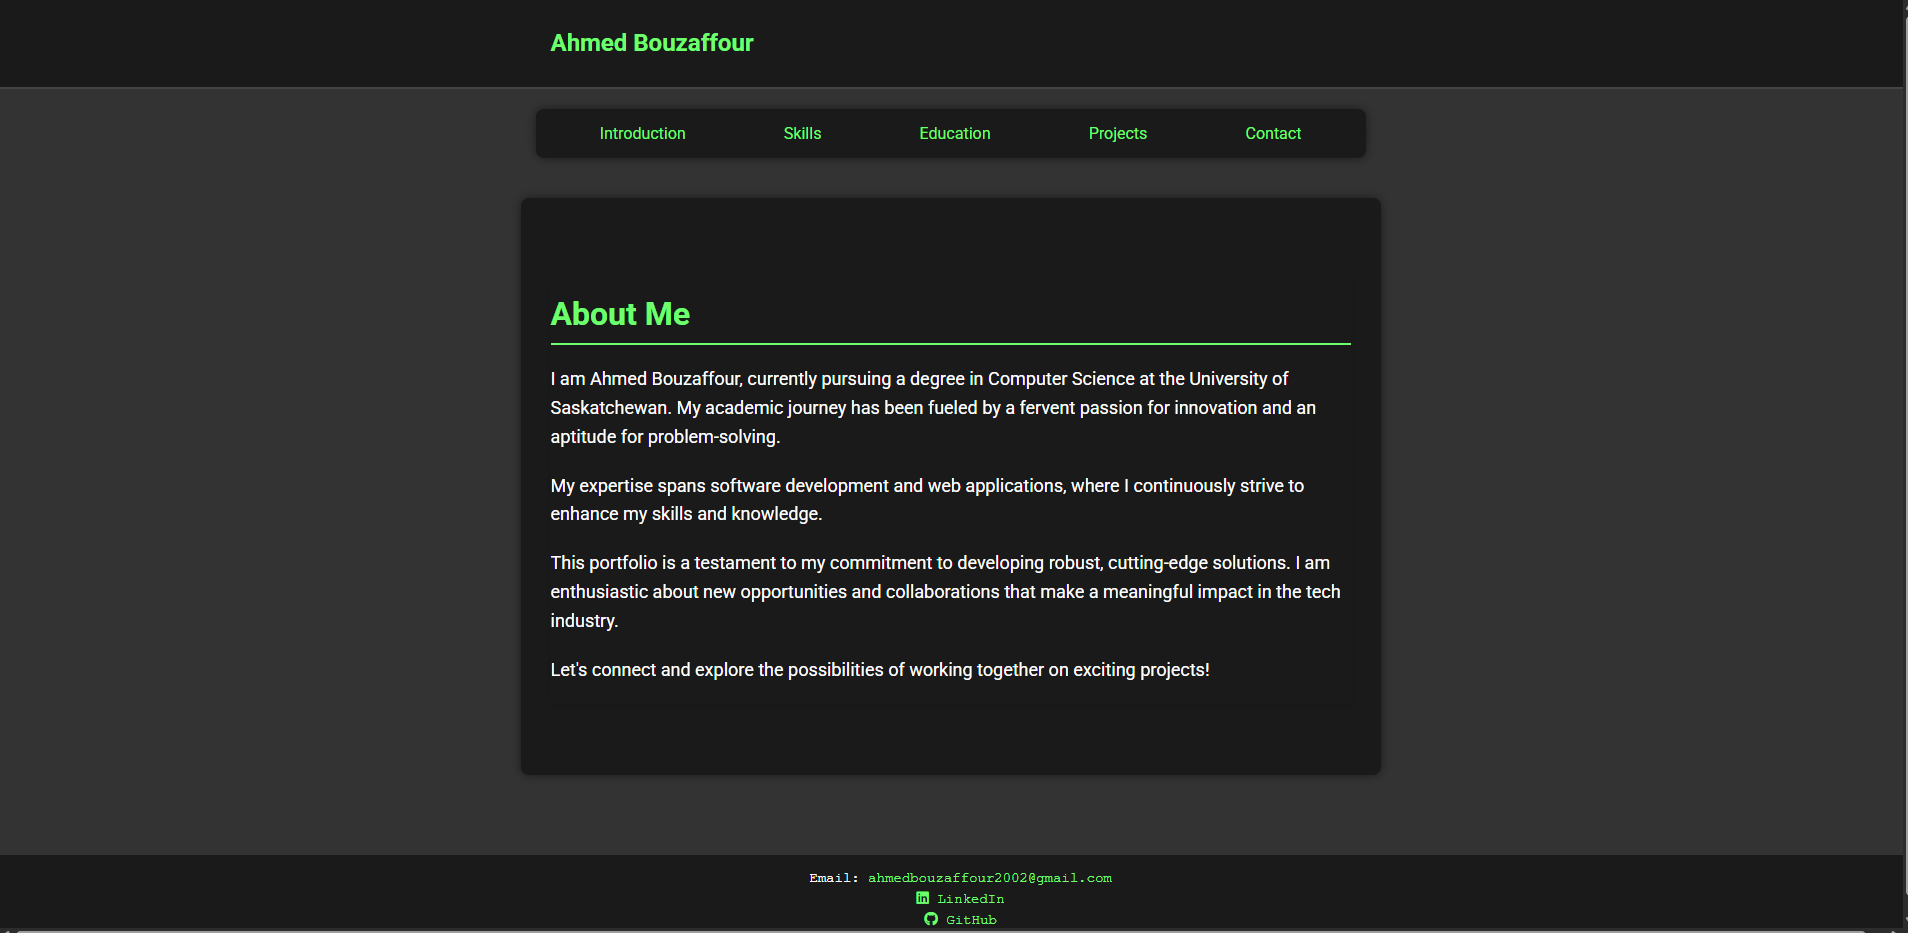 Ahmed Bouzaffour
Introduction Skills Education Projects Contact
About Me
I am Ahmed Bouzaffour, currently pursuing a degree in Computer Science at the University of
Saskatchewan. My academic journey has been fueled by a fervent passion for innovation and an
aptitude for problem-solving.
My expertise spans software development and web applications, where I continuously strive to
enhance my skills and knowledge.
This portfolio is a testament to my commitment to developing robust, cutting-edge solutions. I am
enthusiastic about new opportunities and collaborations that make a meaningful impact in the tech
industry.
Let's connect and explore the possibilities of working together on exciting projects!
Email: ahmedbouzaffour2002@gmail.com
LinkedIn
GitHub